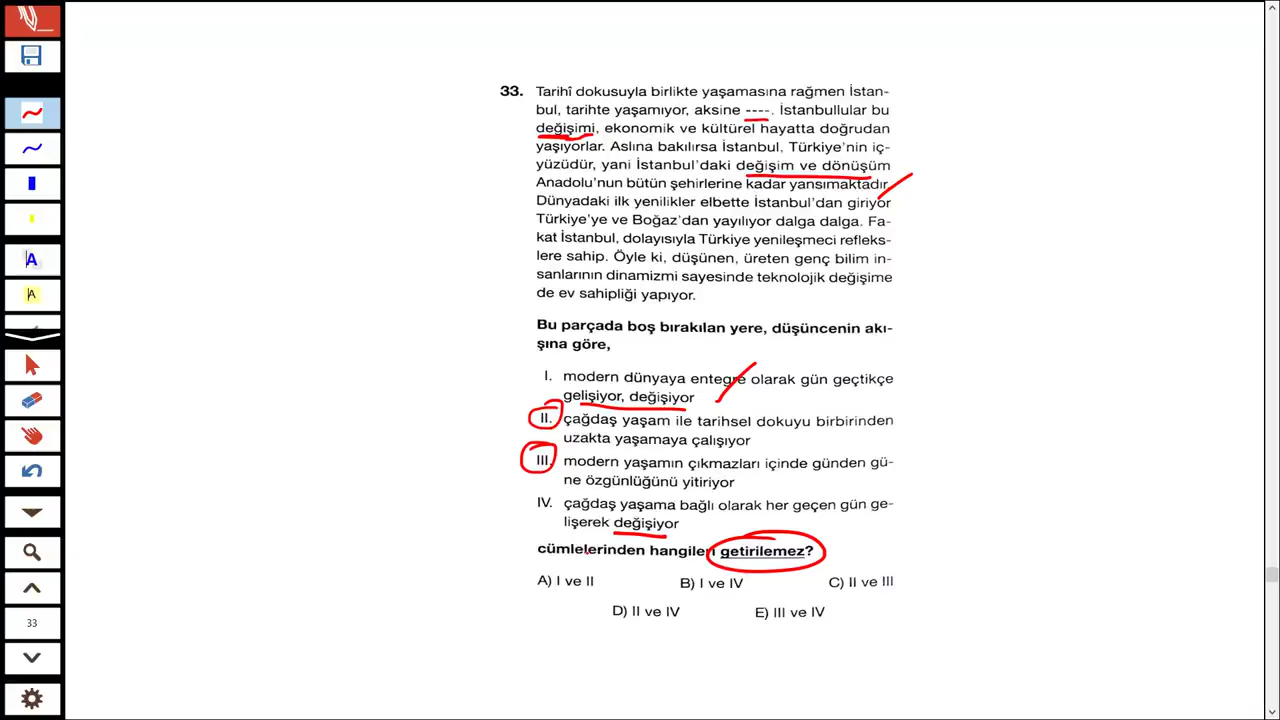 33. Tarihî dokusuyla birlikte yaşamasına rağmen İstan-
bul, tarihte yaşamıyor, aksine ----. İstanbullular bu
değişimi, ekonomik ve kültürel hayatta doğrudan
yaşıyorlar. Aslına bakılırsa İstanbul, Türkiye’nin iç-
yüzüdür, yani İstanbul’daki değişim ve dönüşüm
Anadolu’nun bütün şehirlerine kadar yansımaktadır.
Dünyadaki ilk yenilikler elbette İstanbul’dan giriyor
Türkiye’ye ve Boğaz’dan yayılıyor dalga dalga. Fa-
kat İstanbul, dolayısıyla Türkiye yenileşmeci refleks-
lere sahip. Öyle ki, düşünen, üreten genç bilim in-
sanlarının dinamizmi sayesinde teknolojik değişime
de ev sahipliği yapıyor.
Bu parçada boş bırakılan yere, düşüncenin akı-
şına göre,
I. modern dünyaya entegre olarak gün geçtikçe
gelişiyor, değişiyor
II. çağdaş yaşam ile tarihsel dokuyu birbirinden
uzakta yaşamaya çalışıyor
III. modern yaşamın çıkmazları içinde günden gü-
ne özgünlüğünü yitiriyor
IV. çağdaş yaşama bağlı olarak her geçen gün ge-
lişerek değişiyor
cümlelerinden hangileri getirilemez?
A) I ve II B) I ve IV C) II ve III
D) II ve IV E) III ve IV
A
A
33